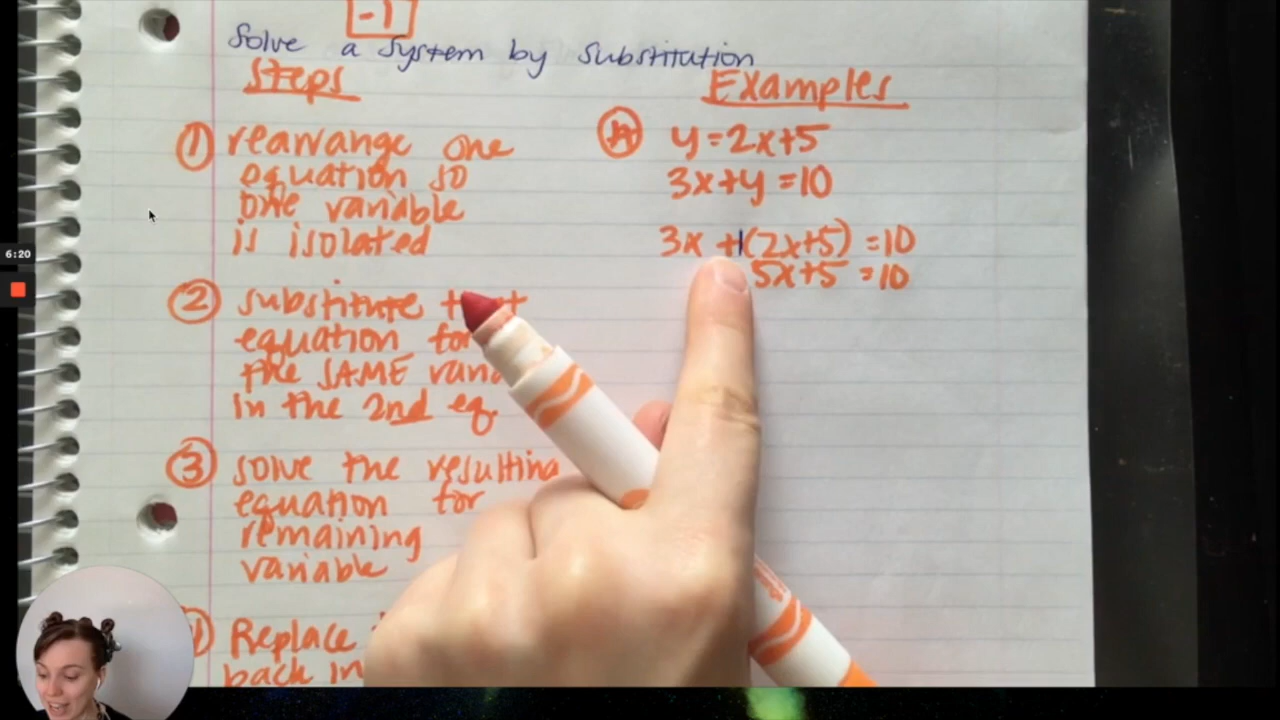 -1
Solve a system by substitution
Steps
① rearrange one
equation so
one variable
is isolated
② substitute
equation for
the SAME
in the 2nd eq
③ solve the resulting
equation for
remaining
variable
Replace
back in
Examples
Ⓐ y=2x+5
3x+y=10
3x +1(2x+5) =10
5x+5 =10
6:20